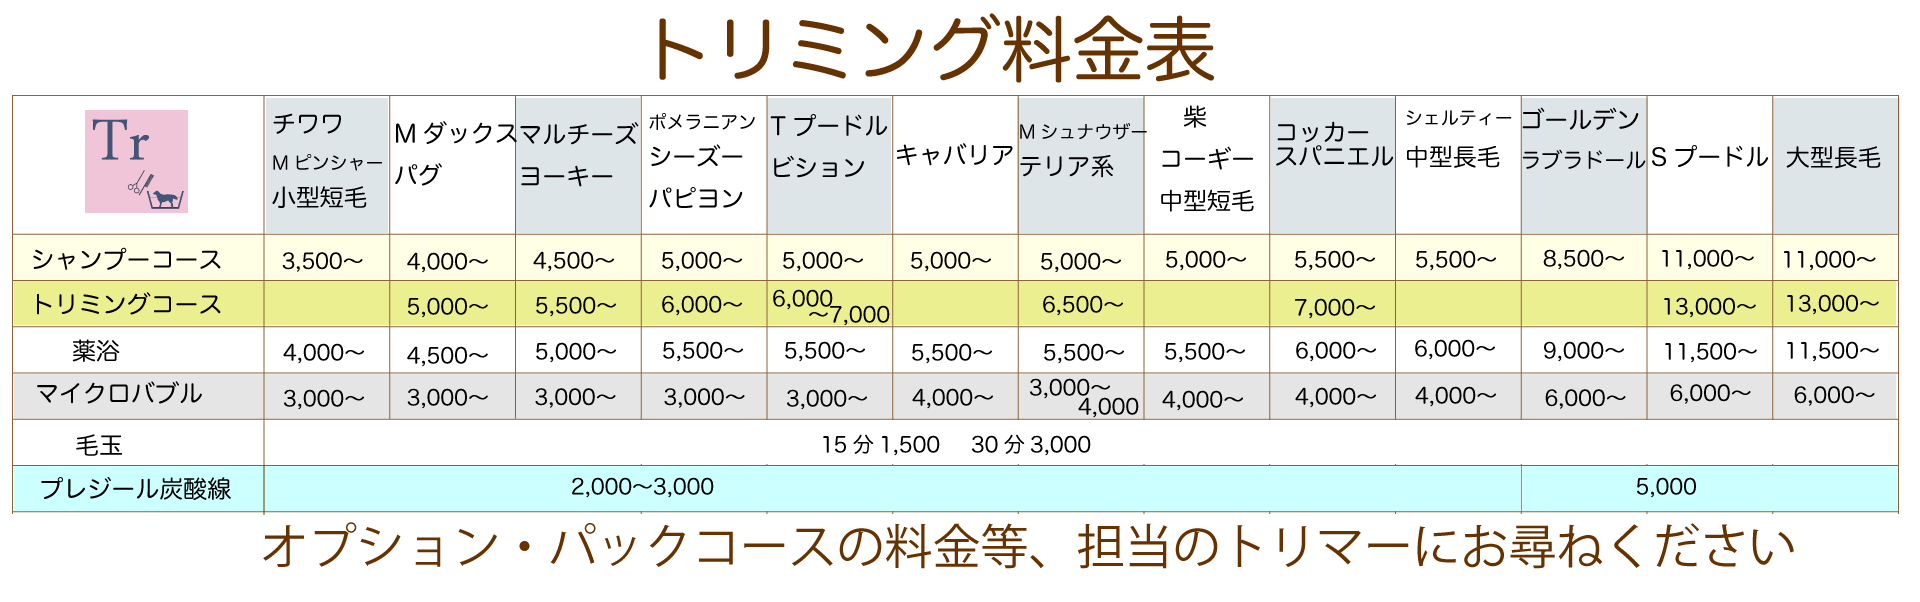 トリミング料金表
Tr
チワワ
M ピンシャー
小型短毛
M ダックス
パグ
マルチーズ
ヨーキー
ポメラニアン
シーズー
パピヨン
T プードル
ビション
キャバリア
M シュナウザー
テリア系
柴
コーギー
中型短毛
コッカー
スパニエル
シェルティー
中型長毛
ゴールデン
ラブラドール
S プードル
大型長毛
シャンプーコース 3,500〜 4,000〜 4,500〜 5,000〜 5,000〜 5,000〜 5,000〜 5,000〜 5,500〜 5,500〜 8,500〜 11,000〜 11,000〜
トリミングコース 5,000〜 5,500〜 6,000〜 6,000〜7,000 6,500〜 7,000〜 13,000〜 13,000〜
薬浴 4,000〜 4,500〜 5,000〜 5,500〜 5,500〜 5,500〜 5,500〜 5,500〜 6,000〜 6,000〜 9,000〜 11,500〜 11,500〜
マイクロバブル 3,000〜 3,000〜 3,000〜 3,000〜 3,000〜 4,000〜 3,000〜4,000 4,000〜 4,000〜 4,000〜 6,000〜 6,000〜 6,000〜
毛玉 15 分 1,500 30 分 3,000
プレジール炭酸線 2,000〜3,000 5,000
オプション・パックコースの料金等、担当のトリマーにお尋ねください